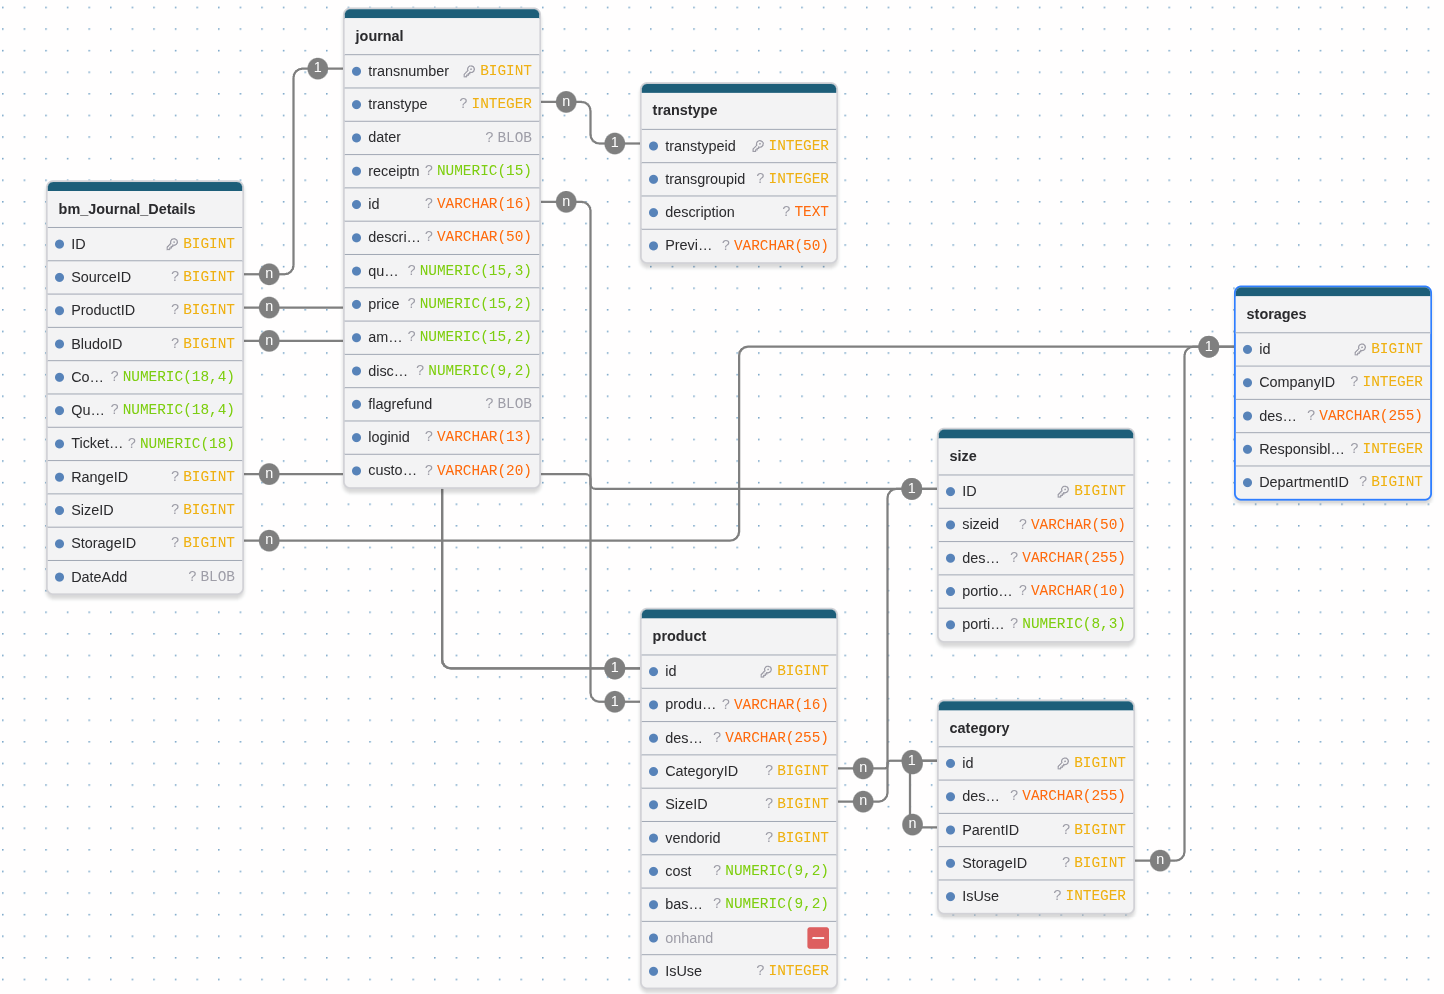 journal
transnumber BIGINT
transtype ? INTEGER
dater ? BLOB
receiptn ? NUMERIC(15)
id ? VARCHAR(16)
descri... ? VARCHAR(50)
qu... ? NUMERIC(15,3)
price ? NUMERIC(15,2)
am... ? NUMERIC(15,2)
disc... ? NUMERIC(9,2)
flagrefund ? BLOB
loginid ? VARCHAR(13)
custo... ? VARCHAR(20)
transtype
transtypeid INTEGER
transgroupid ? INTEGER
description ? TEXT
Previ... ? VARCHAR(50)
bm_Journal_Details
ID BIGINT
SourceID ? BIGINT
ProductID ? BIGINT
BludoID ? BIGINT
Co... ? NUMERIC(18,4)
Qu... ? NUMERIC(18,4)
Ticket... ? NUMERIC(18)
RangeID ? BIGINT
SizeID ? BIGINT
StorageID ? BIGINT
DateAdd ? BLOB
storages
id BIGINT
CompanyID ? INTEGER
des... ? VARCHAR(255)
Responsibl... ? INTEGER
DepartmentID ? BIGINT
size
ID BIGINT
sizeid ? VARCHAR(50)
des... ? VARCHAR(255)
portio... ? VARCHAR(10)
porti... ? NUMERIC(8,3)
product
id BIGINT
produ... ? VARCHAR(16)
des... ? VARCHAR(255)
CategoryID ? BIGINT
SizeID ? BIGINT
vendorid ? BIGINT
cost ? NUMERIC(9,2)
bas... ? NUMERIC(9,2)
onhand
IsUse ? INTEGER
category
id BIGINT
des... ? VARCHAR(255)
ParentID ? BIGINT
StorageID ? BIGINT
IsUse ? INTEGER
1
n
1
n
n
n
n
n
n
1
1
1
1
n
n
1
n
n